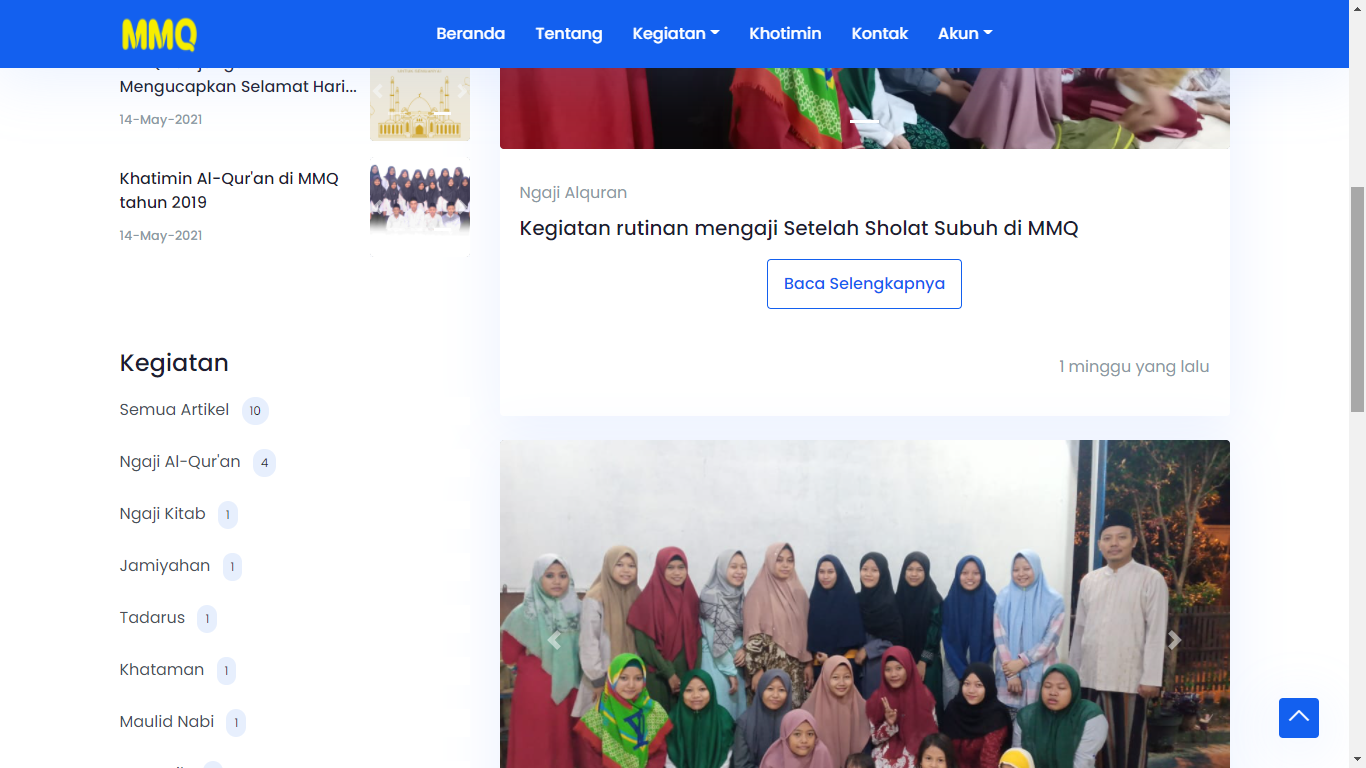 MMQ
Beranda
Tentang
Kegiatan
Khotimin
Kontak
Akun
Mengucapkan Selamat Hari...
14-May-2021
Khatimin Al-Qur'an di MMQ
tahun 2019
14-May-2021
Kegiatan
Semua Artikel 10
Ngaji Al-Qur'an 4
Ngaji Kitab 1
Jamiyahan 1
Tadarus 1
Khataman 1
Maulid Nabi 1
Ngaji Alquran
Kegiatan rutinan mengaji Setelah Sholat Subuh di MMQ
Baca Selengkapnya
1 minggu yang lalu